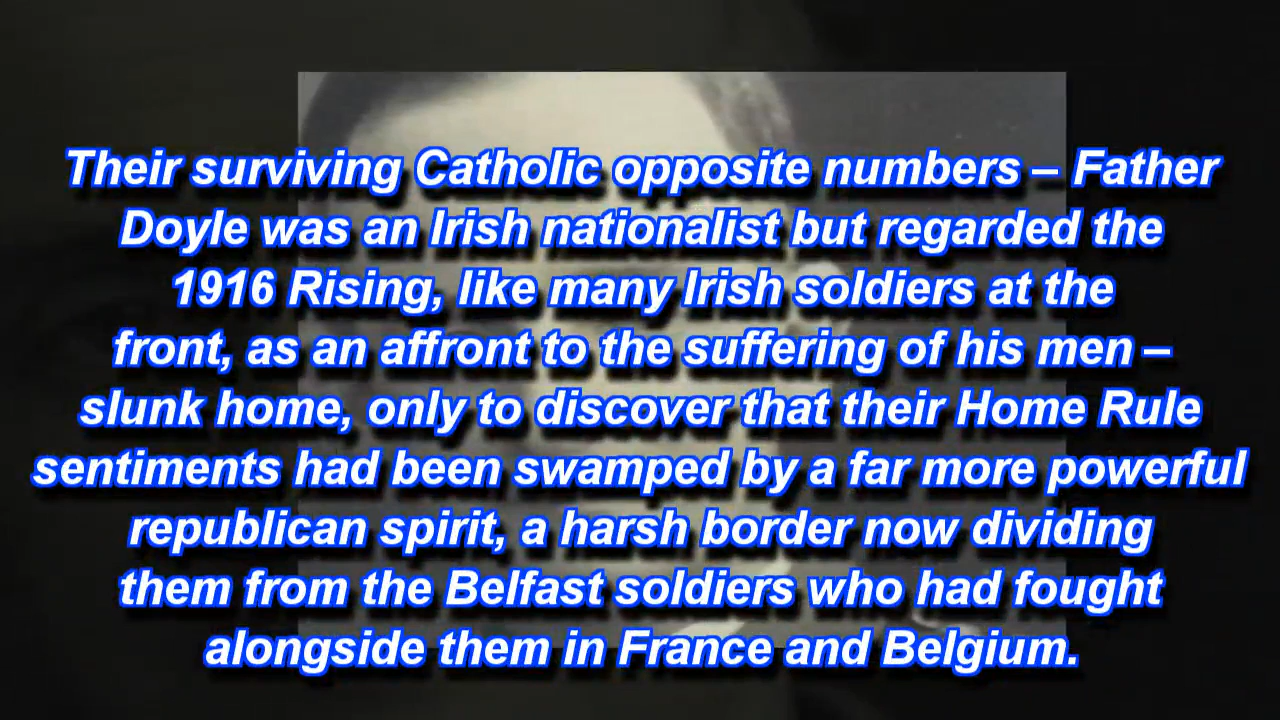 Their surviving Catholic opposite numbers – Father
Doyle was an Irish nationalist but regarded the
1916 Rising, like many Irish soldiers at the
front, as an affront to the suffering of his men –
slunk home, only to discover that their Home Rule
sentiments had been swamped by a far more powerful
republican spirit, a harsh border now dividing
them from the Belfast soldiers who had fought
alongside them in France and Belgium.